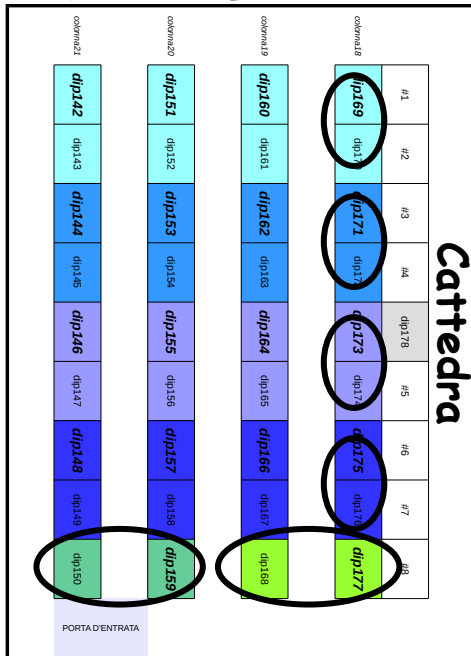 Cattedra
#1 #2 #3 #4 dip178 #5 #6 #7 #8
colonna18 dip169 dip171 dip173 dip174 dip175 dip176 dip177
colonna19 dip160 dip161 dip162 dip163 dip164 dip165 dip166 dip167 dip168
colonna20 dip151 dip152 dip153 dip154 dip155 dip156 dip157 dip158 dip159
colonna21 dip142 dip143 dip144 dip145 dip146 dip147 dip148 dip149 dip150
PORTA D'ENTRATA